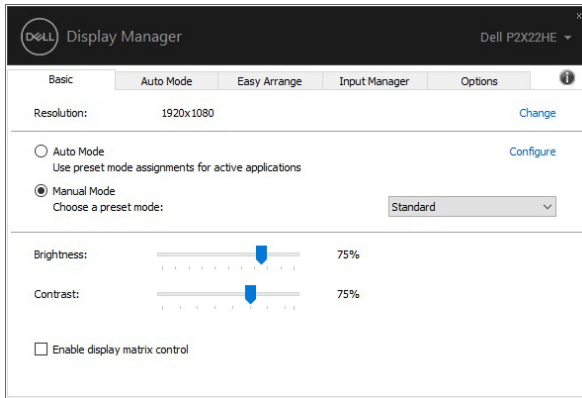 DELL Display Manager
Dell P2X22HE
Basic Auto Mode Easy Arrange Input Manager Options
Resolution: 1920x1080 Change
Auto Mode Configure
Use preset mode assignments for active applications
Manual Mode
Choose a preset mode: Standard
Brightness: 75%
Contrast: 75%
Enable display matrix control